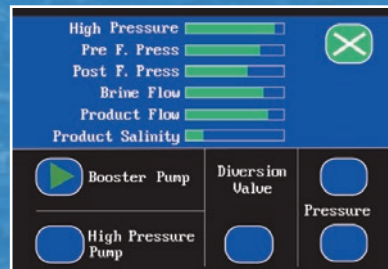 High Pressure
Pre F. Press
Post F. Press
Brine Flow
Product Flow
Product Salinity
Booster Pump
Diversion
Value
Pressure
High Pressure
Pump